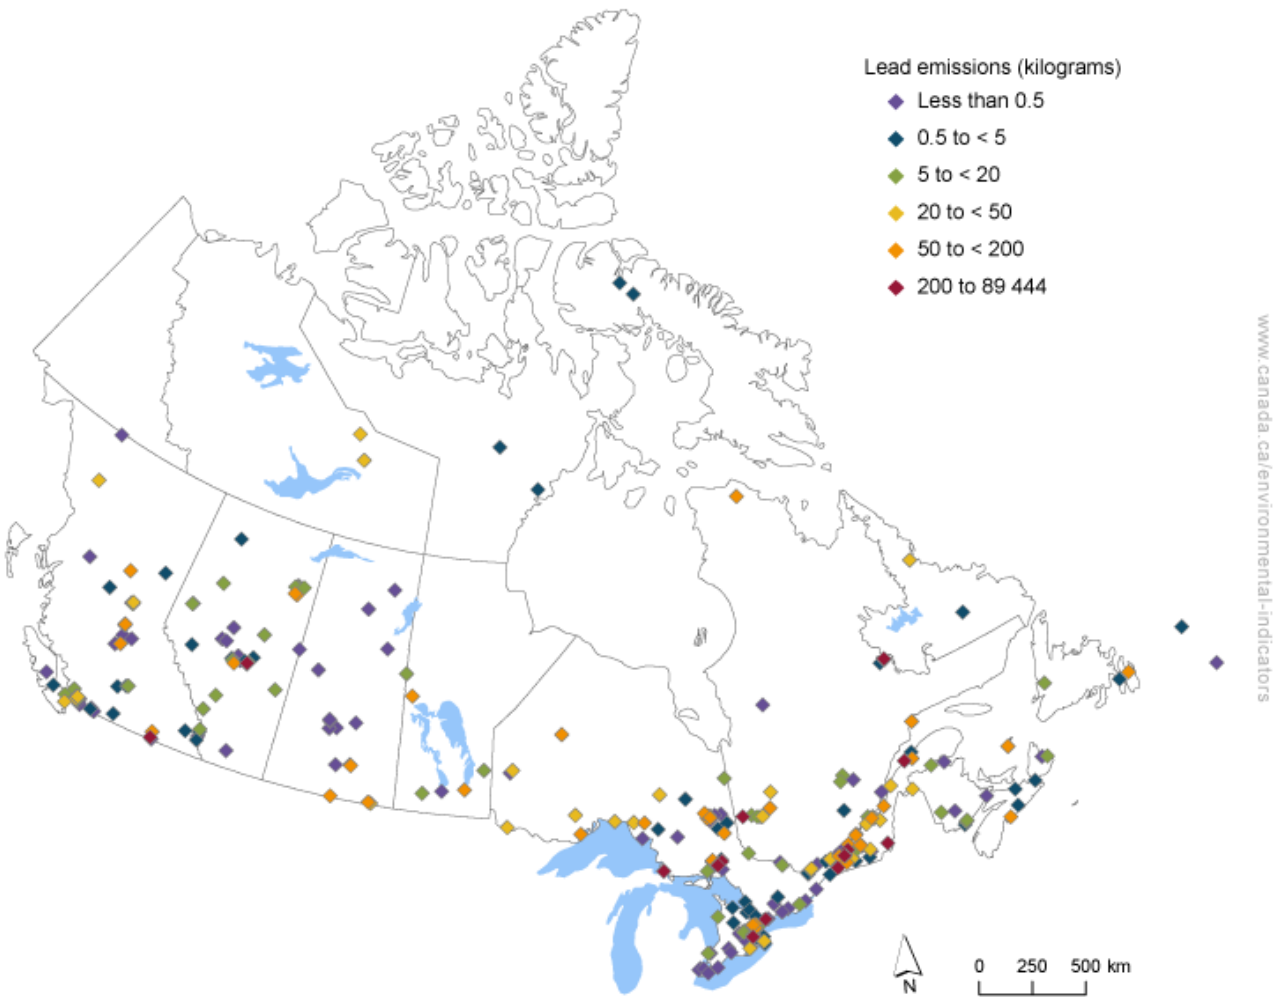 Lead emissions (kilograms)
Less than 0.5
0.5 to < 5
5 to < 20
20 to < 50
50 to < 200
200 to 89 444
www.canada.ca/environmental-indicators
N
0 250 500 km